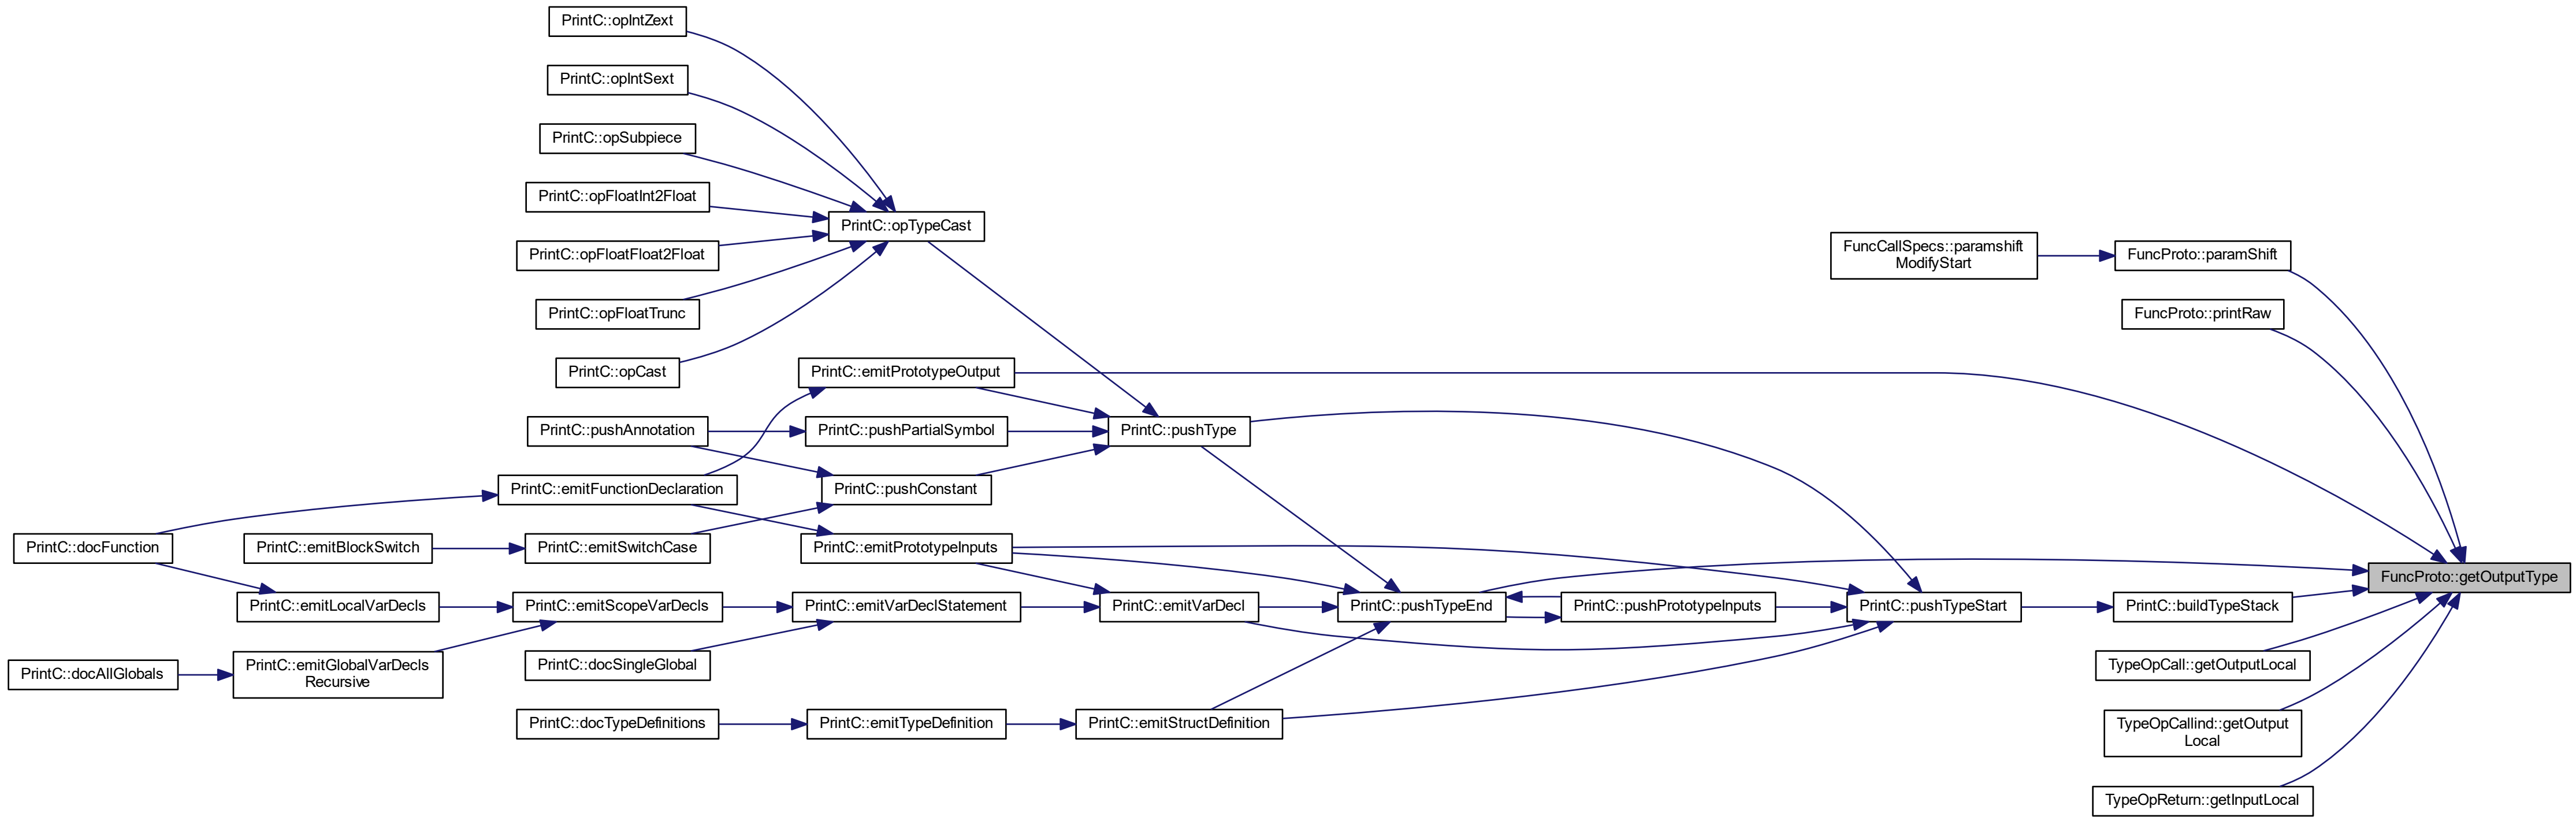 PrintC::opIntZext
PrintC::opIntSext
PrintC::opSubpiece
PrintC::opFloatInt2Float
PrintC::opTypeCast
PrintC::opFloatFloat2Float
FuncCallSpecs::paramshift
ModifyStart
FuncProto::paramShift
PrintC::opFloatTrunc
FuncProto::printRaw
PrintC::opCast
PrintC::emitPrototypeOutput
PrintC::pushAnnotation
PrintC::pushPartialSymbol
PrintC::pushType
PrintC::emitFunctionDeclaration
PrintC::pushConstant
PrintC::docFunction
PrintC::emitBlockSwitch
PrintC::emitSwitchCase
PrintC::emitPrototypeInputs
FuncProto::getOutputType
PrintC::emitLocalVarDecls
PrintC::emitScopeVarDecls
PrintC::emitVarDeclStatement
PrintC::emitVarDecl
PrintC::pushTypeEnd
PrintC::pushPrototypeInputs
PrintC::pushTypeStart
PrintC::buildTypeStack
PrintC::docAllGlobals
PrintC::emitGlobalVarDecls
Recursive
PrintC::docSingleGlobal
TypeOpCall::getOutputLocal
PrintC::docTypeDefinitions
PrintC::emitTypeDefinition
PrintC::emitStructDefinition
TypeOpCallind::getOutput
Local
TypeOpReturn::getInputLocal